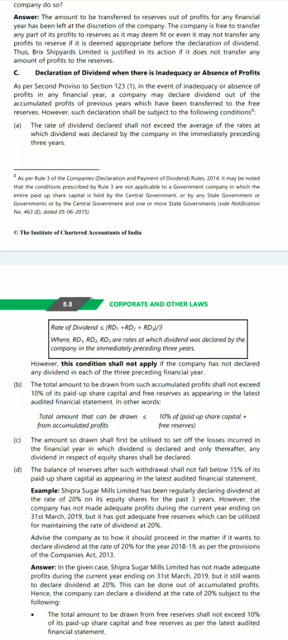 company do so?
Answer: The amount to be transferred to reserves out of profits for any financial
year has been left at the discretion of the company. The company is free to transfer
any part of its profits to reserves as it may deem fit or even it may not transfer any
profits to reserve if it is deemed appropriate before the declaration of dividend.
Thus, Brix Shipyards Limited is justified in its action if it does not transfer any
amount of profits to the reserves.
C. Declaration of Dividend when there is Inadequacy or Absence of Profits
As per Second Proviso to Section 123 (1), in the event of inadequacy or absence of
profits in any financial year, a company may declare dividend out of the
accumulated profits of previous years which have been transferred to the free
reserves. However, such declaration shall be subject to the following conditions⁶:
(a) The rate of dividend declared shall not exceed the average of the rates at
which dividend was declared by the company in the immediately preceding
three years.
⁶ As per Rule 3 of the Companies (Declaration and Payment of Dividend) Rules, 2014. It may be noted
that the conditions prescribed by Rule 3 are not applicable to a Government company in which the
entire paid up share capital is held by the Central Government, or by any State Government or
Governments or by the Central Government and one or more State Governments (vide Notification
No. 463 (E), dated 05-06-2015)
© The Institute of Chartered Accountants of India
8.8 CORPORATE AND OTHER LAWS
Rate of Dividend ≤ (RD₁ +RD₂ + RD₃)/3
Where, RD₁, RD₂, RD₃ are rates at which dividend was declared by the
company in the immediately preceding three years.
However, this condition shall not apply if the company has not declared
any dividend in each of the three preceding financial year.
(b) The total amount to be drawn from such accumulated profits shall not exceed
10% of its paid-up share capital and free reserves as appearing in the latest
audited financial statement. In other words:
Total amount that can be drawn ≤ 10% of (paid up share capital +
from accumulated profits free reserves)
(c) The amount so drawn shall first be utilised to set off the losses incurred in
the financial year in which dividend is declared and only thereafter, any
dividend in respect of equity shares shall be declared.
(d) The balance of reserves after such withdrawal shall not fall below 15% of its
paid-up share capital as appearing in the latest audited financial statement.
Example: Shipra Sugar Mills Limited has been regularly declaring dividend at
the rate of 20% on its equity shares for the past 3 years. However, the
company has not made adequate profits during the current year ending on
31st March, 2019, but it has got adequate free reserves which can be utilized
for maintaining the rate of dividend at 20%.
Advise the company as to how it should proceed in the matter if it wants to
declare dividend at the rate of 20% for the year 2018-19, as per the provisions
of the Companies Act, 2013.
Answer: In the given case, Shipra Sugar Mills Limited has not made adequate
profits during the current year ending on 31st March, 2019, but it still wants
to declare dividend at 20%. This can be done out of accumulated profits.
Hence, the company can declare a dividend at the rate of 20% subject to the
following:
• The total amount to be drawn from free reserves shall not exceed 10%
of its paid-up share capital and free reserves as per the latest audited
financial statement.